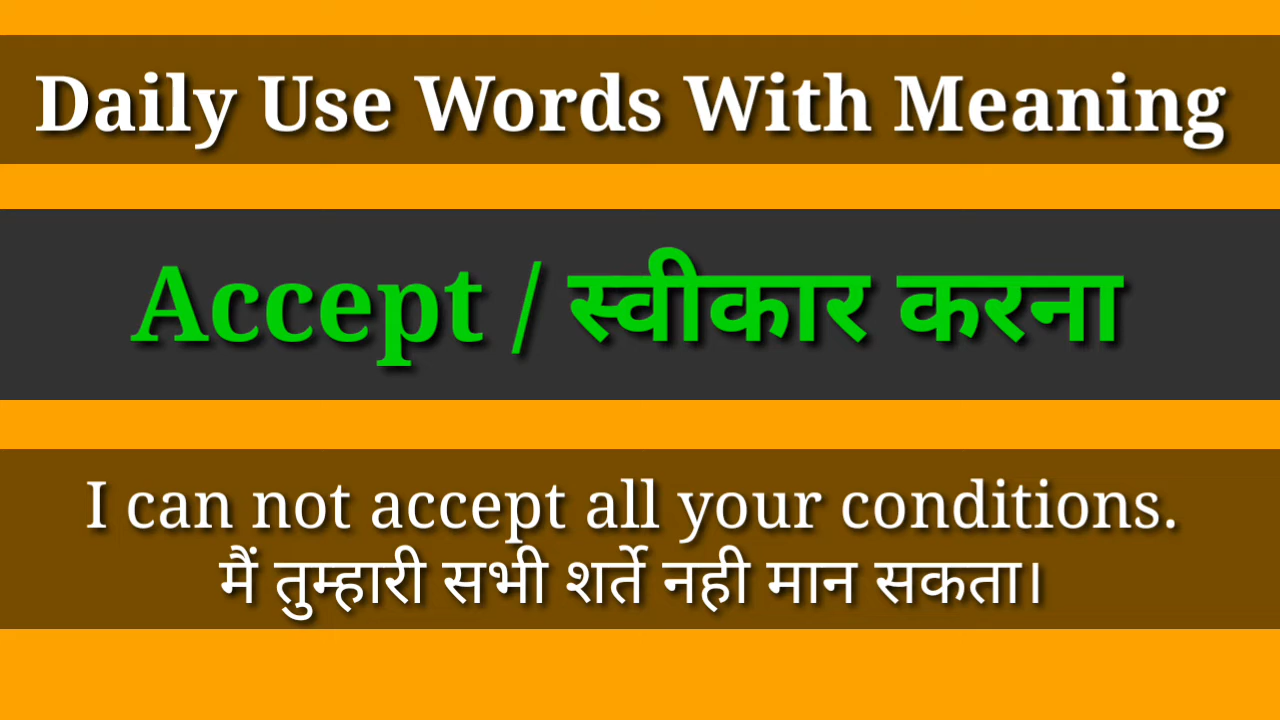 Daily Use Words With Meaning
Accept / स्वीकार करना
I can not accept all your conditions.
मैं तुम्हारी सभी शर्ते नही मान सकता।